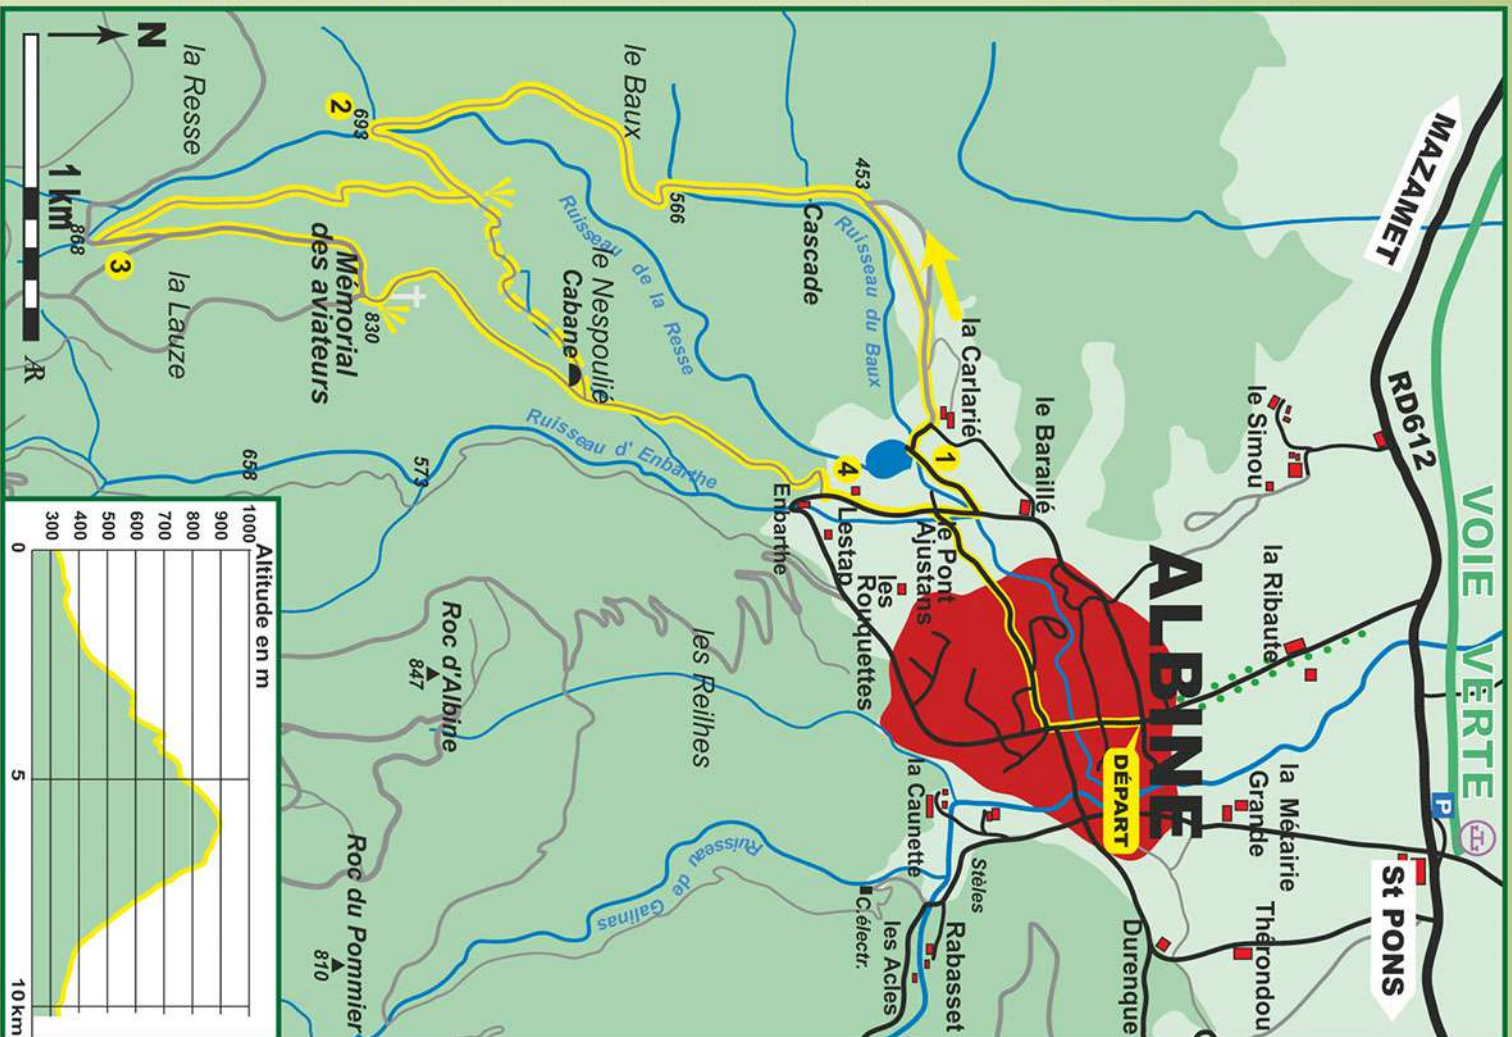 MAZAMET
RD612
VOIE VERTE
P
St PONS
le Simou
la Ribaute
ALBINE
DÉPART
la Métairie
Grande
Thérondou
Durenque
le Baraillé
la Carlarié
1
453
Cascade
Ruisseau du Baux
le Baux
566
Ruisseau de la Resse
le Nespoulié
Cabane
Ruisseau d'Enbarthe
4
Enbarthe
Lestap
le Pont
Ajustans
les
Rouquettes
les Reilhes
la Caunette
Stèles
Rabasset
les Acles
C.électr.
Ruisseau de Galinas
2
693
la Resse
868
3
la Lauze
Mémorial
des aviateurs
830
573
658
Roc d'Albine
847
Roc du Pommier
810
N
1 km
Altitude en m
1000
900
800
700
600
500
400
300
0
5
10km